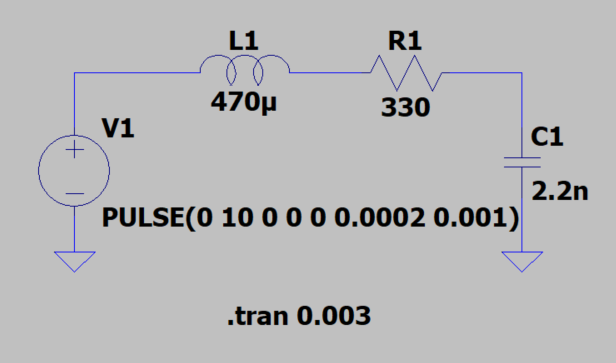 L1
470µ
R1
330
V1
C1
2.2n
PULSE(0 10 0 0 0 0.0002 0.001)
.tran 0.003